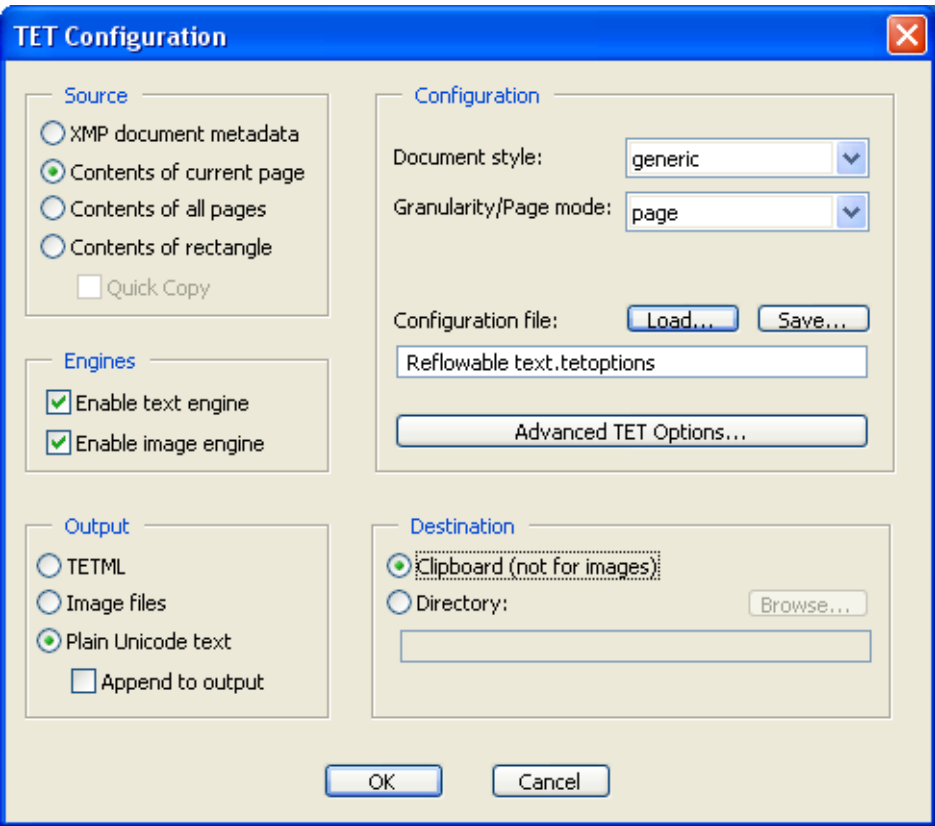 TET Configuration
Source
XMP document metadata
Contents of current page
Contents of all pages
Contents of rectangle
Quick Copy
Engines
Enable text engine
Enable image engine
Output
TETML
Image files
Plain Unicode text
Append to output
Configuration
Document style: generic
Granularity/Page mode: page
Configuration file: Load... Save...
Reflowable text.tetoptions
Advanced TET Options...
Destination
Clipboard (not for images)
Directory: Browse...
OK Cancel